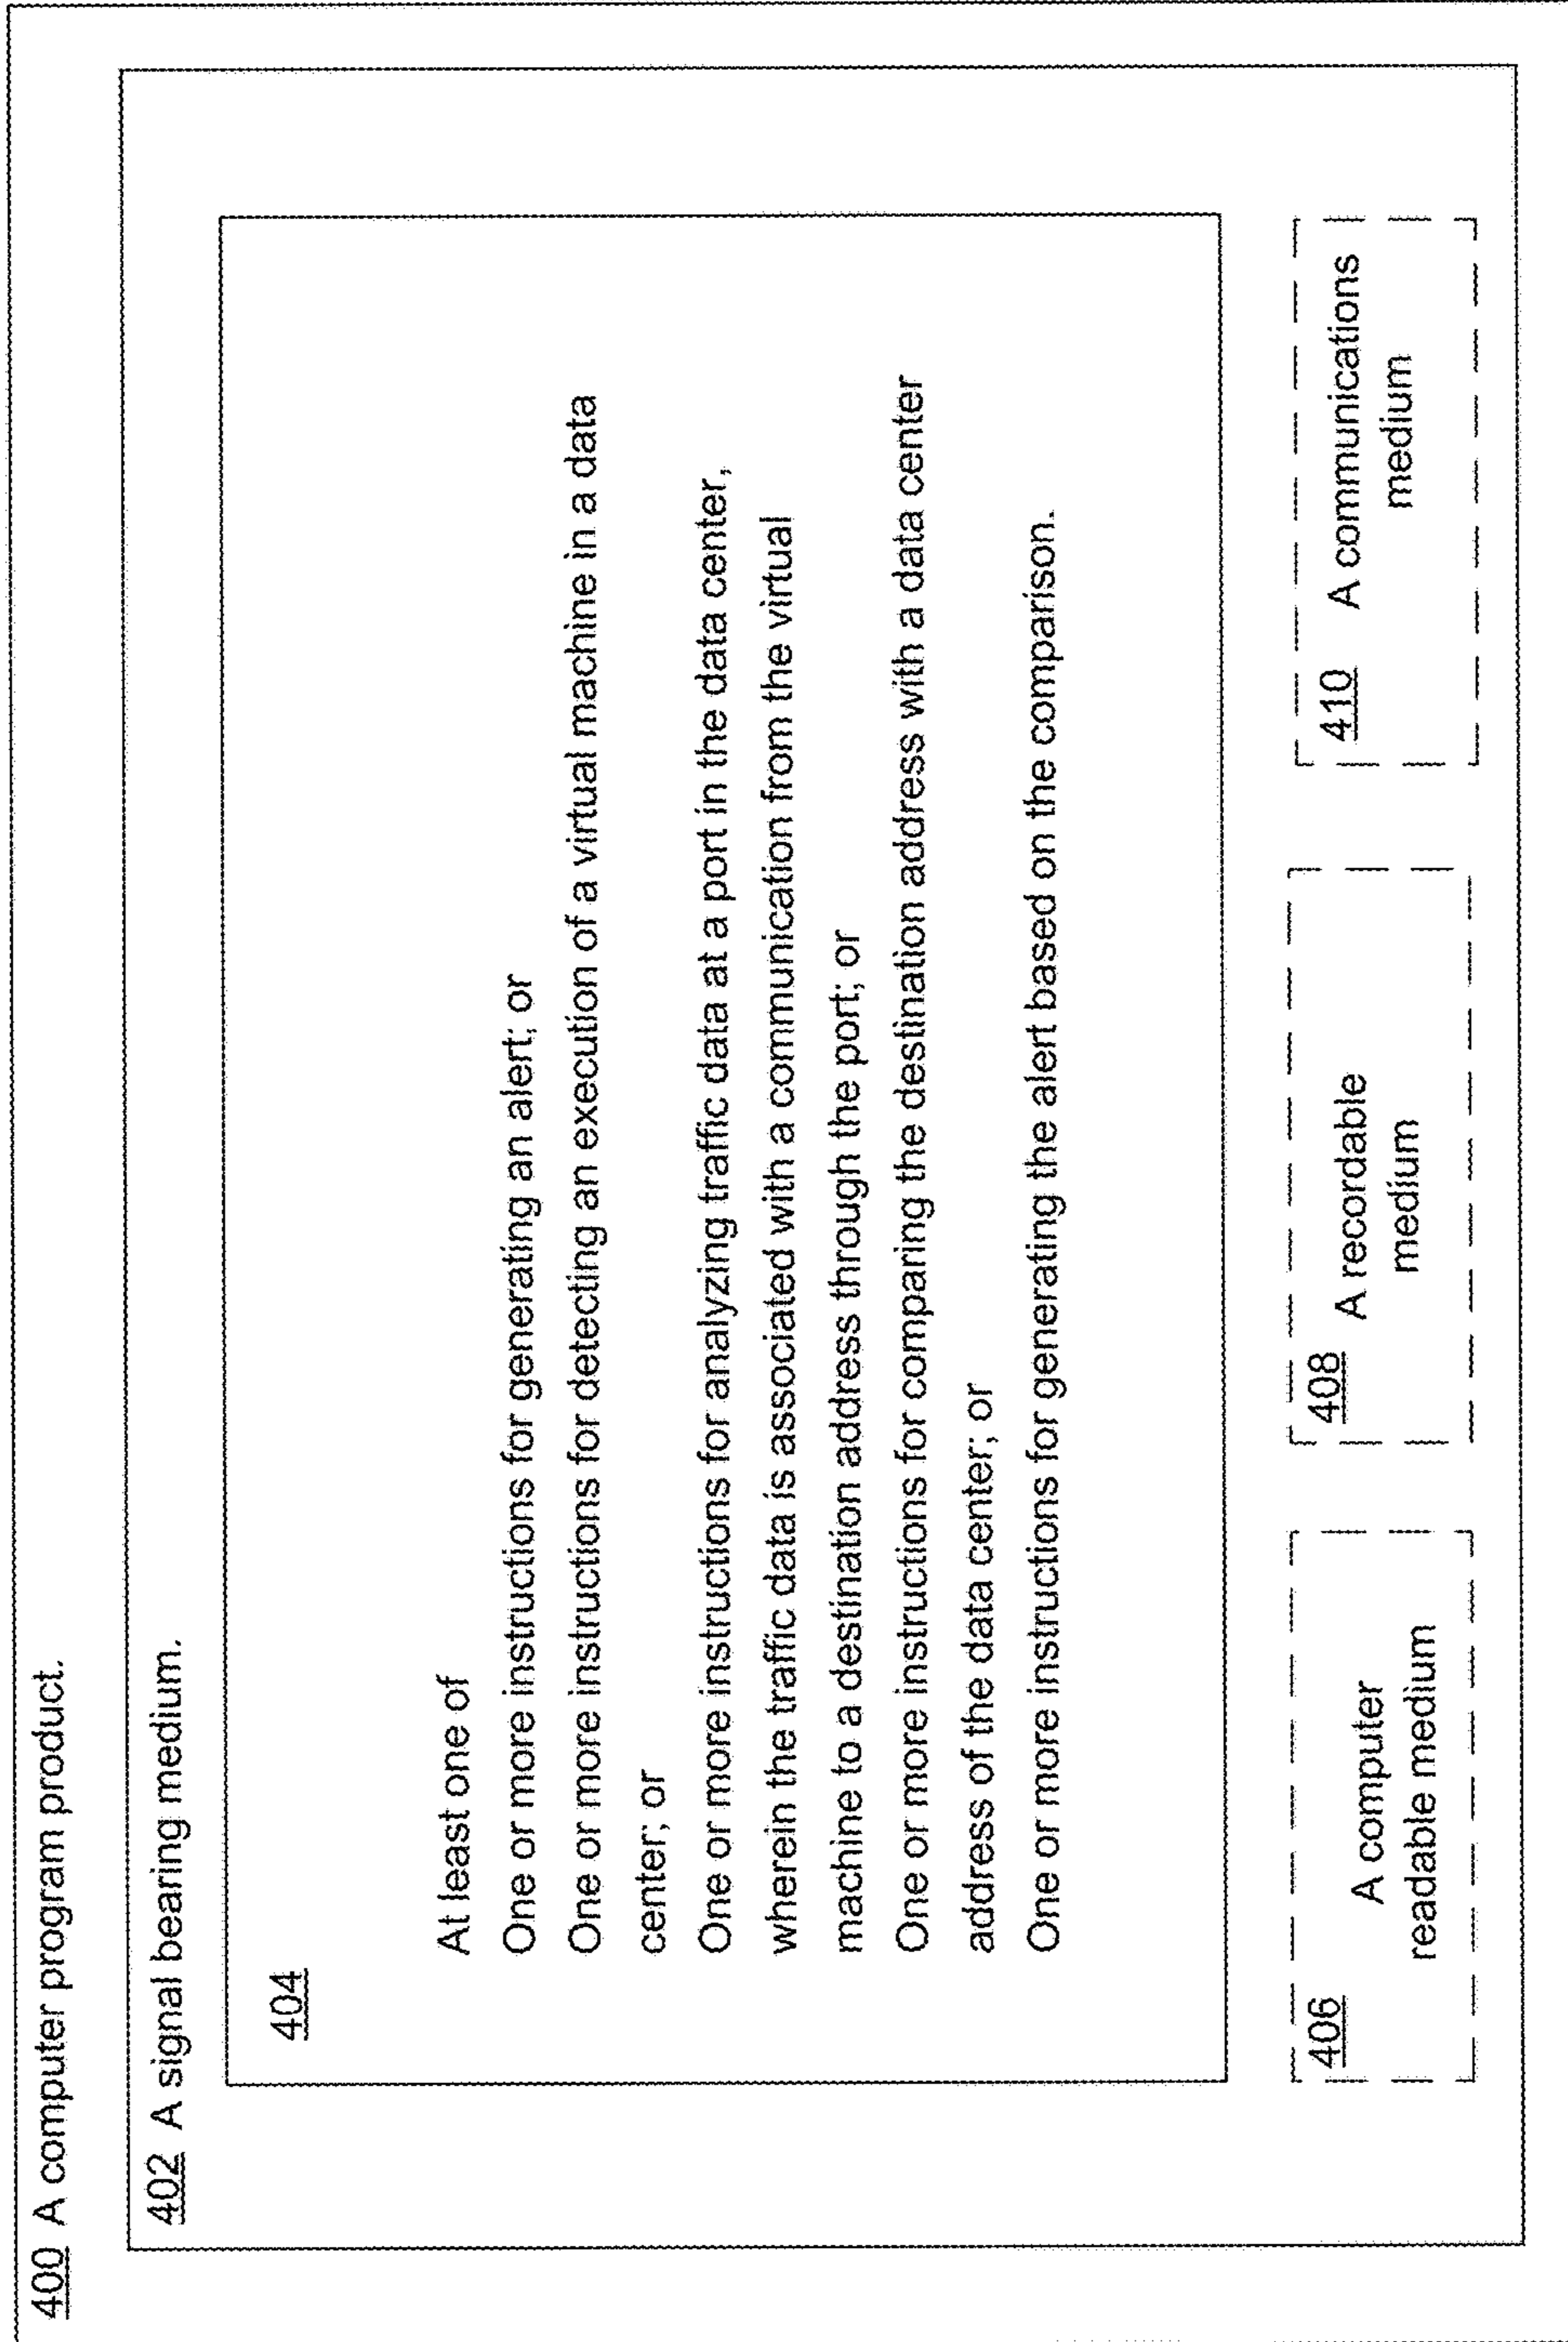 400 A computer program product.
402 A signal bearing medium.
404
At least one of
One or more instructions for generating an alert; or
One or more instructions for detecting an execution of a virtual machine in a data
center; or
One or more instructions for analyzing traffic data at a port in the data center,
wherein the traffic data is associated with a communication from the virtual
machine to a destination address through the port; or
One or more instructions for comparing the destination address with a data center
address of the data center; or
One or more instructions for generating the alert based on the comparison.
406
A computer
readable medium
408
A recordable
medium
410
A communications
medium